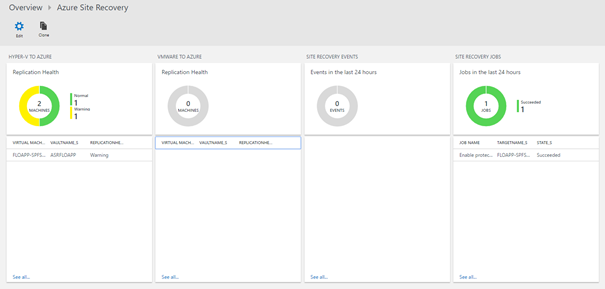 Overview > Azure Site Recovery
Edit
Clone
HYPER-V TO AZURE
Replication Health
2
MACHINES
Normal
1
Warning
1
VIRTUAL MACH... VAULTNAME_S REPLICATIONHE...
FLOAPP-SPFS... ASRFLOAPP Warning
See all...
VMWARE TO AZURE
Replication Health
0
MACHINES
VIRTUAL MACH... VAULTNAME_S REPLICATIONHE...
See all...
SITE RECOVERY EVENTS
Events in the last 24 hours
0
EVENTS
See all...
SITE RECOVERY JOBS
Jobs in the last 24 hours
1
JOBS
Succeeded
1
JOB NAME TARGETNAME_S STATE_S
Enable protec... FLOAPP-SPFS... Succeeded
See all...